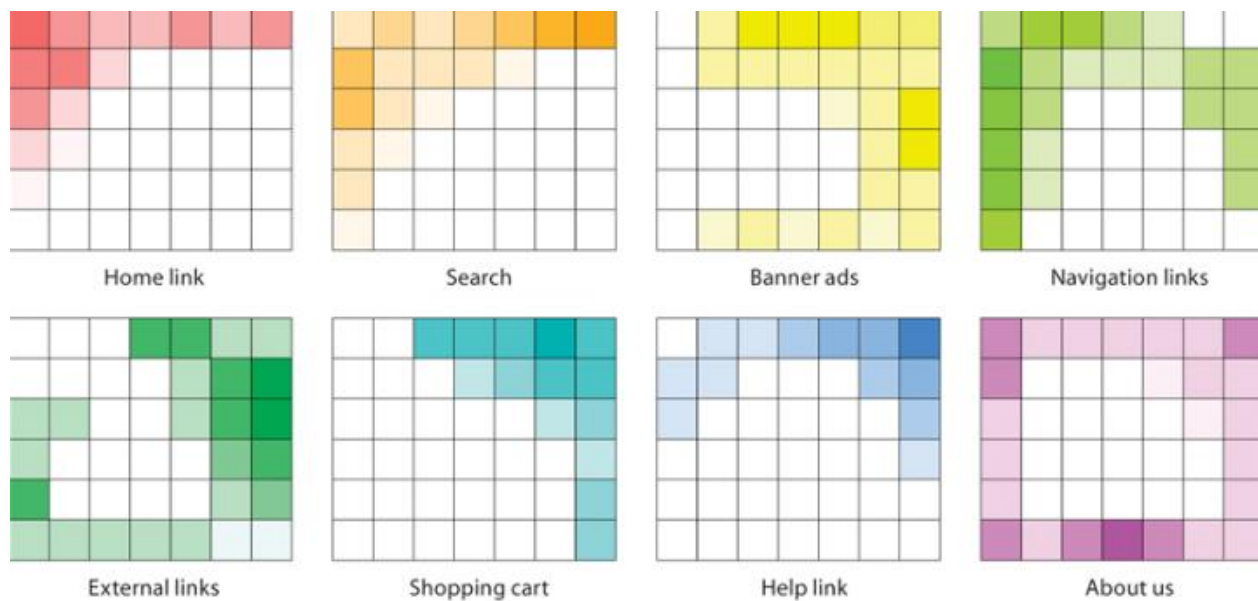 Home link
Search
Banner ads
Navigation links
External links
Shopping cart
Help link
About us